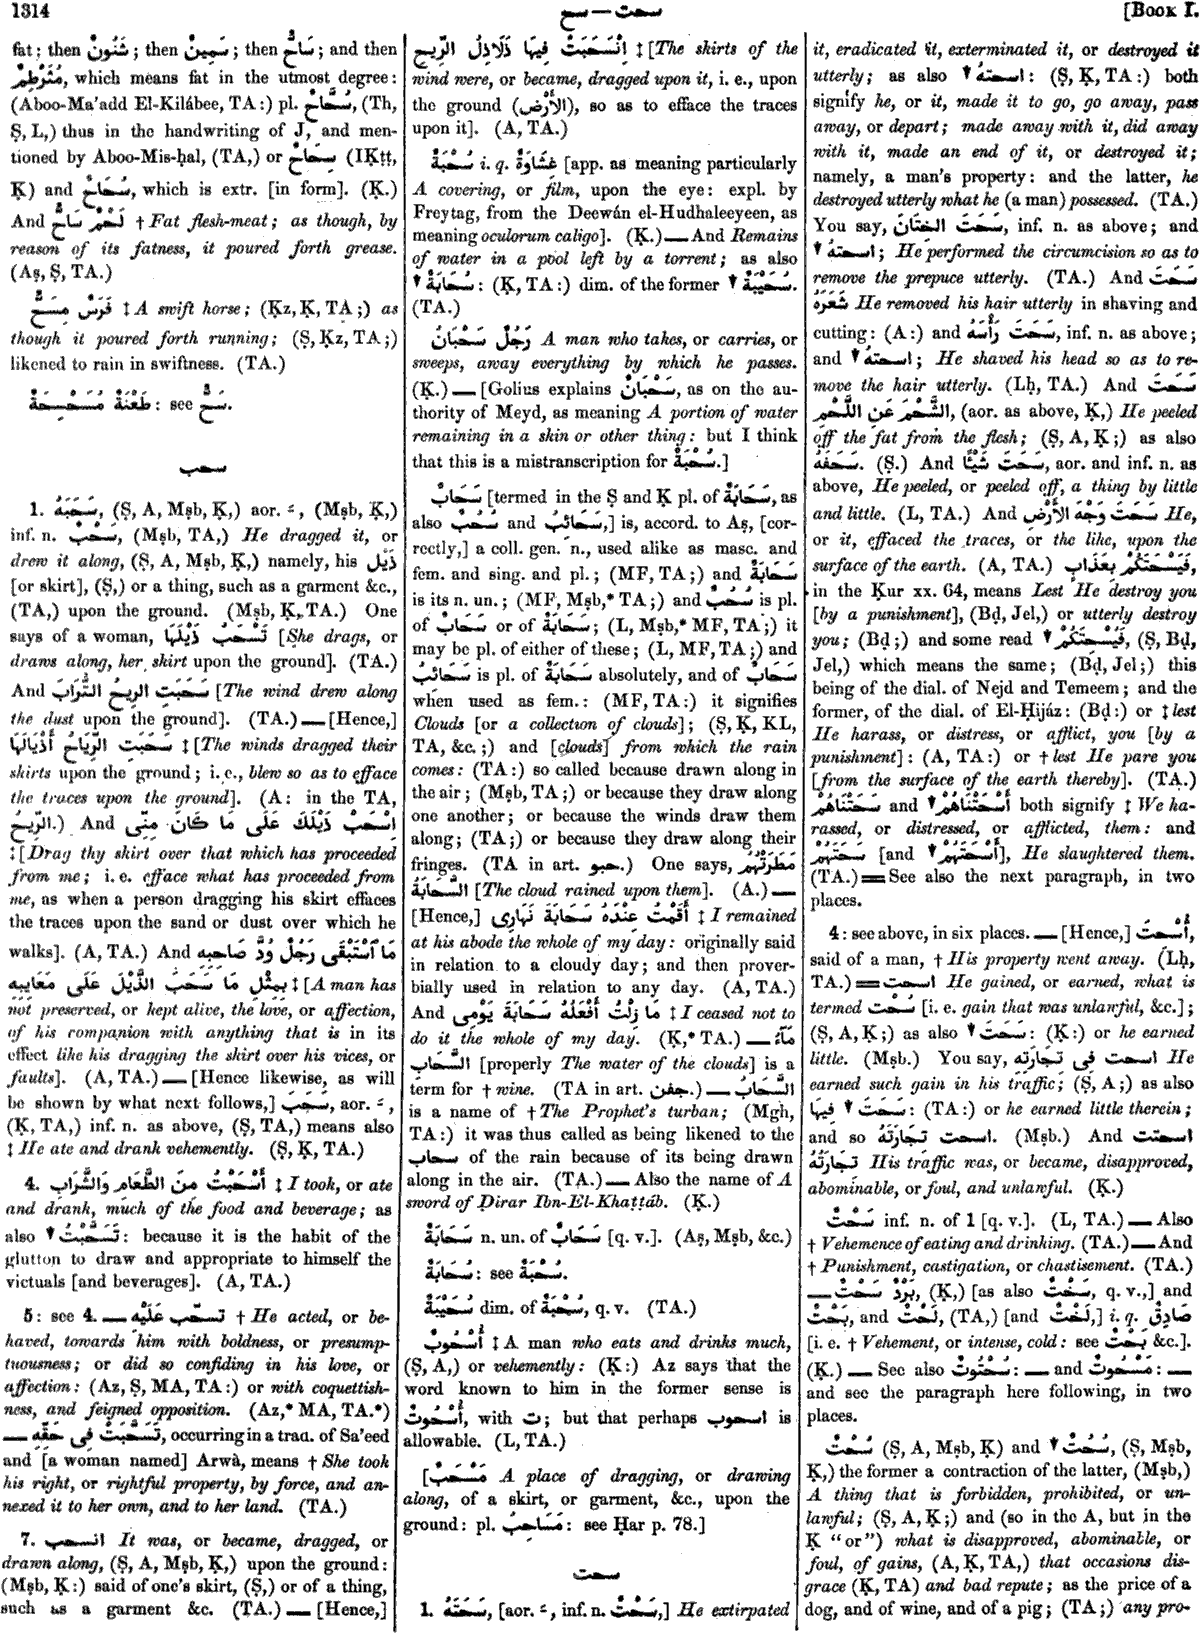 1314
سحت — سح
[BOOK I.
fat; then سَمِينٌ; then شَنُونٌ; then سَاحٌّ; and then
مُثَرْطِمٌ, which means fat in the utmost degree:
(Aboo-Ma'add El-Kilábee, TA:) pl. سُحَّاحٌ, (Th,
Ṣ, L,) thus in the handwriting of J, and men-
tioned by Aboo-Mis-ḥal, (TA,) or سِحَاحٌ (IḲṭṭ,
Ḳ) and سُحَاحٌ, which is extr. [in form]. (Ḳ.)
And لَحْمٌ سَاحٌّ † Fat flesh-meat; as though, by
reason of its fatness, it poured forth grease.
(Aṣ, Ṣ, TA.)
فَرَسٌ مِسَحٌّ ‡ A swift horse; (Ḳz, Ḳ, TA;) as
though it poured forth running; (Ṣ, Ḳz, TA;)
likened to rain in swiftness. (TA.)
طَعْنَةٌ مُسَحْسِحَةٌ: see سَحٌّ.
سحب
1. سَحَبَهُ, (Ṣ, A, Mṣb, Ḳ,) aor. ـَ, (Mṣb, Ḳ,)
inf. n. سَحْبٌ, (Mṣb, TA,) He dragged it, or
drew it along, (Ṣ, A, Mṣb, Ḳ,) namely, his ذَيْل
[or skirt], (Ṣ,) or a thing, such as a garment &c.,
(TA,) upon the ground. (Mṣb, Ḳ, TA.) One
says of a woman, تَسْحَبُ ذَيْلَهَا [She drags, or
draws along, her skirt upon the ground]. (TA.)
And سَحَبَتِ الرِّيحُ التُّرَابَ [The wind drew along
the dust upon the ground]. (TA.) — [Hence,]
سَحَبَتِ الرِّيَاحُ أَذْيَالَهَا ‡ [The winds dragged their
skirts upon the ground; i. e., blew so as to efface
the traces upon the ground]. (A: in the TA,
الرِّيحُ.) And اِسْحَبْ ذَيْلَكَ عَلَى مَا كَانَ مِنِّى
‡ [Drag thy skirt over that which has proceeded
from me; i. e. efface what has proceeded from
me, as when a person dragging his skirt effaces
the traces upon the sand or dust over which he
walks]. (A, TA.) And مَا ٱسْتَبْقَى رَجُلٌ وُدَّ صَاحِبِهِ
بِمِثْلِ مَا سَحَبَ الذَّيْلَ عَلَى مَعَايِبِهِ ‡ [A man has
not preserved, or kept alive, the love, or affection,
of his companion with anything that is in its
effect like his dragging the skirt over his vices, or
faults]. (A, TA.) — [Hence likewise, as will
be shown by what next follows,] سَحَبَ, aor. ـَ,
(Ḳ, TA,) inf. n. as above, (Ṣ, TA,) means also
‡ He ate and drank vehemently. (Ṣ, Ḳ, TA.)
4. أَسْحَبْتُ مِنَ الطَّعَامِ وَالشَّرَابِ ‡ I took, or ate
and drank, much of the food and beverage; as
also ▾ تَسَحَّبْتُ: because it is the habit of the
glutton to draw and appropriate to himself the
victuals [and beverages]. (A, TA.)
5: see 4. — تسحّب عَلَيْهِ † He acted, or be-
haved, towards him with boldness, or presump-
tuousness; or did so confiding in his love, or
affection: (Az, Ṣ, MA, TA:) or with coquettish-
ness, and feigned opposition. (Az,* MA, TA.*)
— تَسَحَّبَتْ فِى حَقِّهِ, occurring in a trad. of Sa'eed
and [a woman named] Arwà, means † She took
his right, or rightful property, by force, and an-
nexed it to her own, and to her land. (TA.)
7. انسحب It was, or became, dragged, or
drawn along, (Ṣ, A, Mṣb, Ḳ,) upon the ground:
(Mṣb, Ḳ:) said of one's skirt, (Ṣ,) or of a thing,
such as a garment &c. (TA.) — [Hence,]
اِنْسَحَبَتْ فِيهَا ذَلَاذِلُ الرِّيحِ ‡ [The skirts of the
wind were, or became, dragged upon it, i. e., upon
the ground (الأَرْض), so as to efface the traces
upon it]. (A, TA.)
سُحْبَةٌ i. q. غِشَاوَةٌ [app. as meaning particularly
A covering, or film, upon the eye: expl. by
Freytag, from the Deewán el-Hudhaleeyeen, as
meaning oculorum caligo]. (Ḳ.) — And Remains
of water in a pool left by a torrent; as also
▾ سُحَابَةٌ: (Ḳ, TA:) dim. of the former ▾ سُحَيْبَةٌ.
(TA.)
رَجُلٌ سَحْبَانُ A man who takes, or carries, or
sweeps, away everything by which he passes.
(Ḳ.) — [Golius explains سَحْبَانٌ, as on the au-
thority of Meyd, as meaning A portion of water
remaining in a skin or other thing: but I think
that this is a mistranscription for سُحْبَةٌ.]
سَحَابٌ [termed in the Ṣ and Ḳ pl. of سَحَابَةٌ, as
also سُحُبٌ and سَحَائِبُ,] is, accord. to Aṣ, [cor-
rectly,] a coll. gen. n., used alike as masc. and
fem. and sing. and pl.; (MF, TA;) and سَحَابَةٌ
is its n. un.; (MF, Mṣb,* TA;) and سُحُبٌ is pl.
of سَحَابٌ or of سَحَابَةٌ; (L, Mṣb,* MF, TA;) it
may be pl. of either of these; (L, MF, TA;) and
سَحَائِبُ is pl. of سَحَابَةٌ absolutely, and of سَحَابٌ
when used as fem.: (MF, TA:) it signifies
Clouds [or a collection of clouds]; (Ṣ, Ḳ, KL,
TA, &c.;) and [clouds] from which the rain
comes: (TA:) so called because drawn along in
the air; (Mṣb, TA;) or because they draw along
one another; or because the winds draw them
along; (TA;) or because they draw along their
fringes. (TA in art. حبو.) One says, مَطَرَتْهُمُ
السَّحَابَةُ [The cloud rained upon them]. (A.) —
[Hence,] أَقَمْتُ عِنْدَهُ سَحَابَةَ نَهَارِى ‡ I remained
at his abode the whole of my day: originally said
in relation to a cloudy day; and then prover-
bially used in relation to any day. (A, TA.)
And مَا زِلْتُ أَفْعَلُهُ سَحَابَةَ يَوْمِى ‡ I ceased not to
do it the whole of my day. (Ḳ,* TA.) — مَآءُ
السَّحَابِ [properly The water of the clouds] is a
term for † wine. (TA in art. جفن.) — السَّحَابُ
is a name of † The Prophet's turban; (Mgh,
TA:) it was thus called as being likened to the
سحاب of the rain because of its being drawn
along in the air. (TA.) — Also the name of A
sword of Ḍirar Ibn-El-Khaṭṭáb. (Ḳ.)
سَحَابَةٌ n. un. of سَحَابٌ [q. v.]. (Aṣ, Mṣb, &c.)
سُحَابَةٌ: see سُحْبَةٌ.
سُحَيْبَةٌ dim. of سُحْبَةٌ, q. v. (TA.)
أُسْحُوبٌ ‡ A man who eats and drinks much,
(Ṣ, A,) or vehemently: (Ḳ:) Az says that the
word known to him in the former sense is
أُسْحُوتٌ, with ت; but that perhaps اسحوب is
allowable. (L, TA.)
[مَسْحَبٌ A place of dragging, or drawing
along, of a skirt, or garment, &c., upon the
ground: pl. مَسَاحِبُ: see Ḥar p. 78.]
سحت
1. سَحَتَهُ, [aor. ـَ, inf. n. سَحْتٌ,] He extirpated
it, eradicated it, exterminated it, or destroyed it
utterly; as also ▾ اسحتهُ: (Ṣ, Ḳ, TA:) both
signify he, or it, made it to go, go away, pass
away, or depart; made away with it, did away
with it, made an end of it, or destroyed it;
namely, a man's property: and the latter, he
destroyed utterly what he (a man) possessed. (TA.)
You say, سَحَتَ الخِتَانَ, inf. n. as above; and
▾ اسحتهُ; He performed the circumcision so as to
remove the prepuce utterly. (TA.) And سَحَتَ
شَعَرَهُ He removed his hair utterly in shaving and
cutting: (A:) and سَحَتَ رَأْسَهُ, inf. n. as above;
and ▾ اسحتهُ; He shaved his head so as to re-
move the hair utterly. (Lḥ, TA.) And سَحَتَ
الشَّحْمَ عَنِ اللَّحْمِ, (aor. as above, Ḳ,) He peeled
off the fat from the flesh; (Ṣ, A, Ḳ;) as also
سَحَفَهُ. (Ṣ.) And سَحَتَ شَيْئًا, aor. and inf. n. as
above, He peeled, or peeled off, a thing by little
and little. (L, TA.) And سَحَتَ وَجْهَ الأَرْضِ He,
or it, effaced the traces, or the like, upon the
surface of the earth. (A, TA.) فَيَسْحَتَكُمْ بِعَذَابٍ,
in the Ḳur xx. 64, means Lest He destroy you
[by a punishment], (Bḍ, Jel,) or utterly destroy
you; (Bḍ;) and some read ▾ فَيُسْحِتَكُمْ, (Ṣ, Bḍ,
Jel,) which means the same; (Bḍ, Jel;) this
being of the dial. of Nejd and Temeem; and the
former, of the dial. of El-Ḥijáz: (Bḍ:) or ‡ lest
He harass, or distress, or afflict, you [by a
punishment]: (A, TA:) or † lest He pare you
[from the surface of the earth thereby]. (TA.)
سَحَتْنَاهُمْ and ▾ أَسْحَتْنَاهُمْ both signify ‡ We ha-
rassed, or distressed, or afflicted, them: and
سَحَتَهُمْ [and ▾ أَسْحَتَهُمْ], He slaughtered them.
(TA.) = See also the next paragraph, in two
places.
4: see above, in six places. — [Hence,] أُسْحِتَ,
said of a man, † His property went away. (Lḥ,
TA.) = اسحت He gained, or earned, what is
termed سُحْت [i. e. gain that was unlawful, &c.];
(Ṣ, A, Ḳ;) as also ▾ سَحَتَ: (Ḳ:) or he earned
little. (Mṣb.) You say, اسحت فِى تِجَارَتِهِ He
earned such gain in his traffic; (Ṣ, A;) as also
▾ سَحَتَ فِيهَا: (TA:) or he earned little therein;
and so اسحت تِجَارَتَهُ. (Mṣb.) And اسحتت
تِجَارَتُهُ His traffic was, or became, disapproved,
abominable, or foul, and unlawful. (Ḳ.)
سَحْتٌ inf. n. of 1 [q. v.]. (L, TA.) — Also
† Vehemence of eating and drinking. (TA.) — And
† Punishment, castigation, or chastisement. (TA.)
— بَرْدٌ سَحْتٌ, (Ḳ,) [as also سَخْتٌ, q. v.,] and
بَحْتٌ, and لَحْتٌ, (TA,) [and لَخْتٌ,] i. q. صَادِقٌ
[i. e. † Vehement, or intense, cold: see بَحْتٌ &c.].
(Ḳ.) — See also سُحْتُوتٌ: — and مَسْحُوتٌ: —
and see the paragraph here following, in two
places.
سُحْتٌ (Ṣ, A, Mṣb, Ḳ) and ▾ سُحُتٌ, (Ṣ, Mṣb,
Ḳ,) the former a contraction of the latter, (Mṣb,)
A thing that is forbidden, prohibited, or un-
lawful; (Ṣ, A, Ḳ;) and (so in the A, but in the
Ḳ "or") what is disapproved, abominable, or
foul, of gains, (A, Ḳ, TA,) that occasions dis-
grace (Ḳ, TA) and bad repute; as the price of a
dog, and of wine, and of a pig; (TA;) any pro-